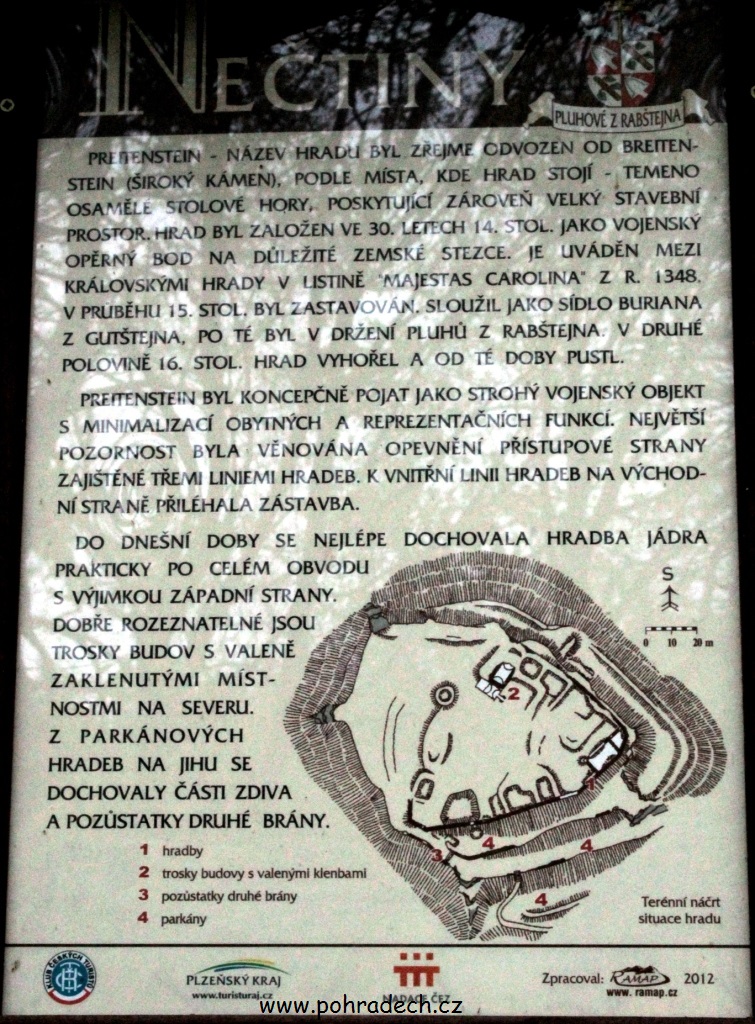 NECTINY
PLUHOVÉ Z RABŠTEJNA
PREITENSTEIN - NÁZEV HRADU BYL ZŘEJMĚ ODVOZEN OD BREITEN-
STEIN (ŠIROKÝ KÁMEN), PODLE MÍSTA, KDE HRAD STOJÍ - TEMENO
OSAMĚLÉ STOLOVÉ HORY, POSKYTUJÍCÍ ZÁROVEŇ VELKÝ STAVEBNÍ
PROSTOR. HRAD BYL ZALOŽEN VE 30. LETECH 14. STOL. JAKO VOJENSKÝ
OPĚRNÝ BOD NA DŮLEŽITÉ ZEMSKÉ STEZCE. JE UVÁDĚN MEZI
KRÁLOVSKÝMI HRADY V LISTINĚ "MAJESTAS CAROLINA" Z R. 1348.
V PRŮBĚHU 15. STOL. BYL ZASTAVOVÁN. SLOUŽIL JAKO SÍDLO BURIANA
Z GUTŠTEJNA, PO TÉ BYL V DRŽENÍ PLUHŮ Z RABŠTEJNA. V DRUHÉ
POLOVINĚ 16. STOL. HRAD VYHOŘEL A OD TÉ DOBY PUSTL.
PREITENSTEIN BYL KONCEPČNĚ POJAT JAKO STROHÝ VOJENSKÝ OBJEKT
S MINIMALIZACÍ OBYTNÝCH A REPREZENTAČNÍCH FUNKCÍ. NEJVĚTŠÍ
POZORNOST BYLA VĚNOVÁNA OPEVNĚNÍ PŘÍSTUPOVÉ STRANY
ZAJIŠTĚNÉ TŘEMI LINIEMI HRADEB. K VNITŘNÍ LINII HRADEB NA VÝCHOD-
NÍ STRANĚ PŘILÉHALA ZÁSTAVBA.
DO DNEŠNÍ DOBY SE NEJLÉPE DOCHOVALA HRADBA JÁDRA
PRAKTICKY PO CELÉM OBVODU
S VÝJIMKOU ZÁPADNÍ STRANY.
DOBŘE ROZEZNATELNÉ JSOU
TROSKY BUDOV S VALENĚ
ZAKLENUTÝMI MÍST-
NOSTMI NA SEVERU.
Z PARKÁNOVÝCH
HRADEB NA JIHU SE
DOCHOVALY ČÁSTI ZDIVA
A POZŮSTATKY DRUHÉ BRÁNY.
S
0 10 20 m
2
1
3
4
4
4
1 hradby
2 trosky budovy s valenými klenbami
3 pozůstatky druhé brány
4 parkány
Terénní náčrt
situace hradu
KLUB ČESKÝCH TURISTŮ
PLZEŇSKÝ KRAJ
www.turisturaj.cz
NADACE ČEZ
Zpracoval: RAMAP 2012
www.ramap.cz
www.pohradech.cz